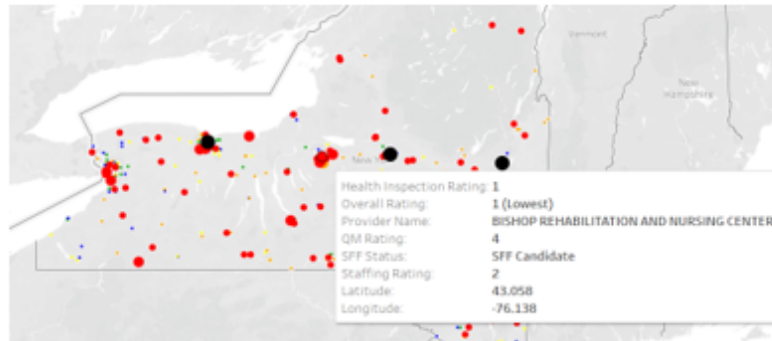 Vermont
New
Hampshire
Health Inspection Rating: 1
Overall Rating: 1 (Lowest)
Provider Name: BISHOP REHABILITATION AND NURSING CENTER
QM Rating: 4
SFF Status: SFF Candidate
Staffing Rating: 2
Latitude: 43.058
Longitude: -76.138